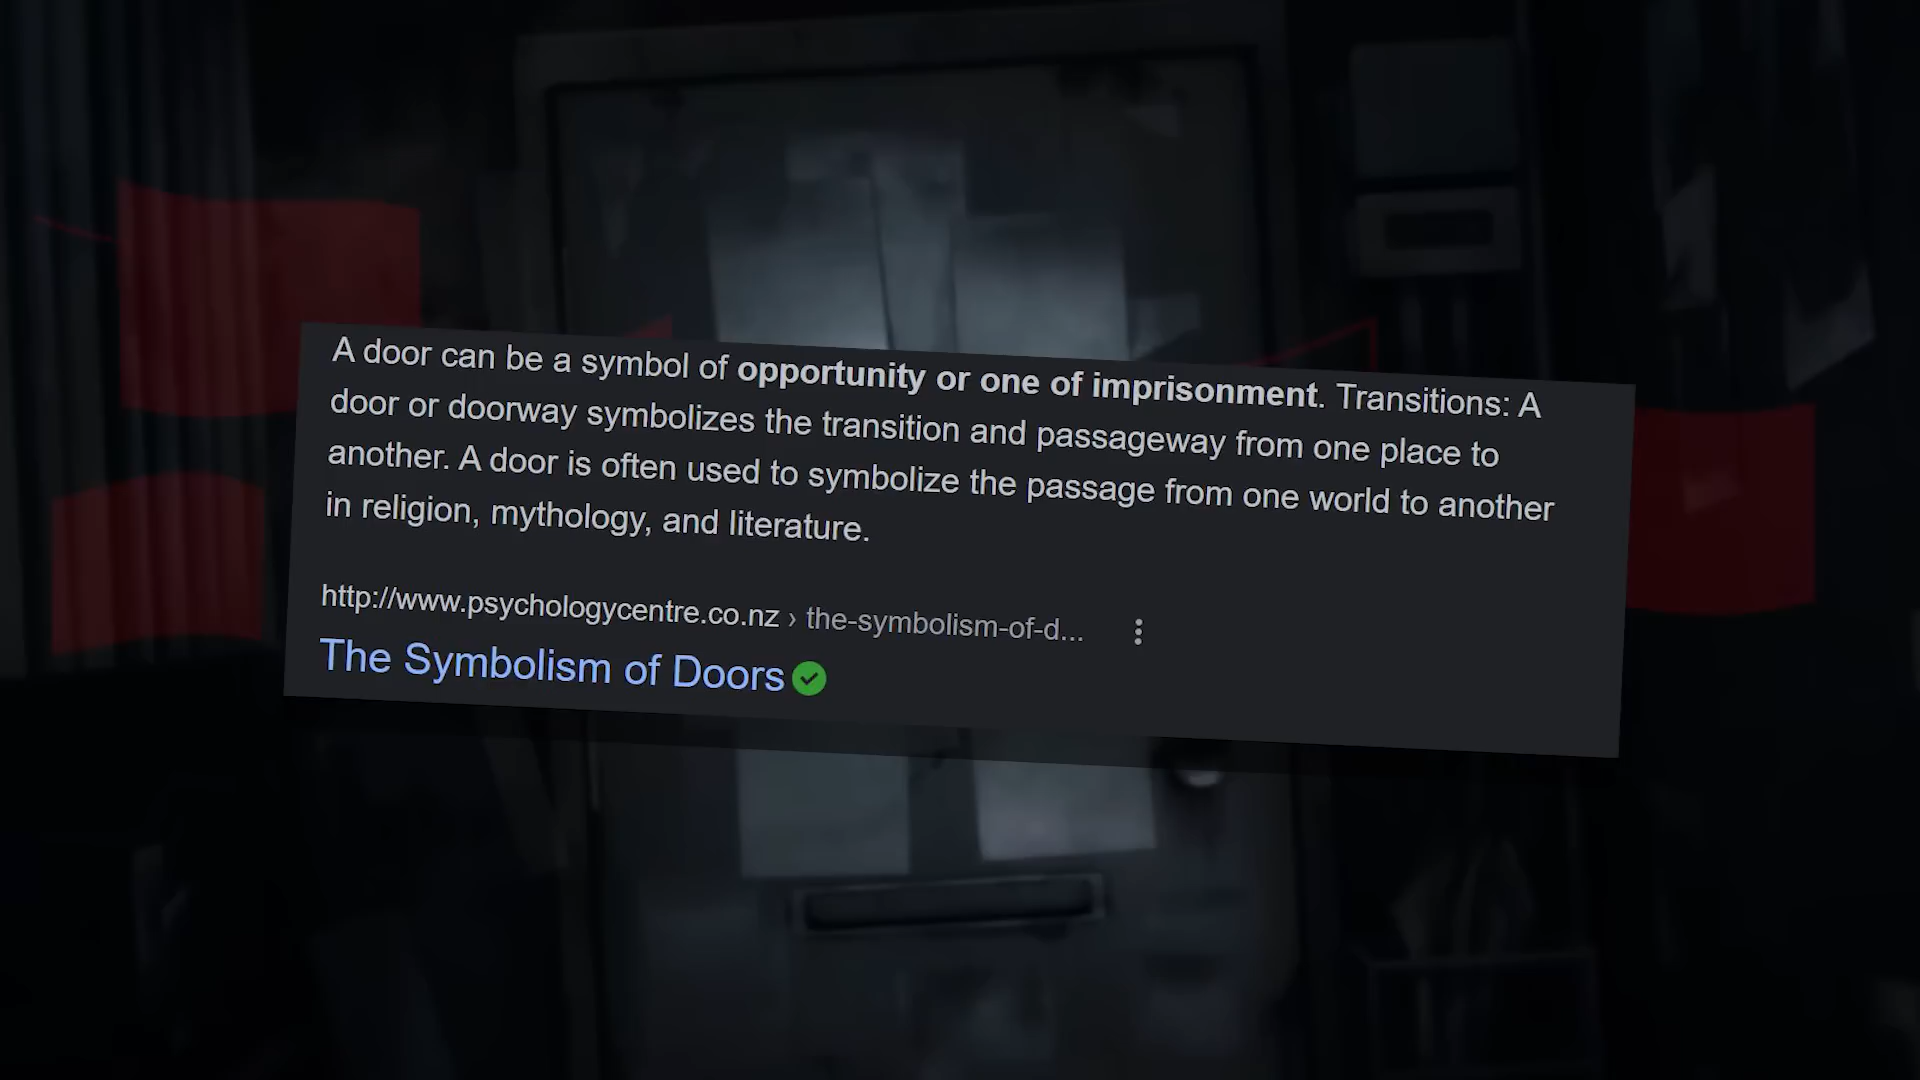 A door can be a symbol of opportunity or one of imprisonment. Transitions: A
door or doorway symbolizes the transition and passageway from one place to
another. A door is often used to symbolize the passage from one world to another
in religion, mythology, and literature.
http://www.psychologycentre.co.nz › the-symbolism-of-d...
The Symbolism of Doors